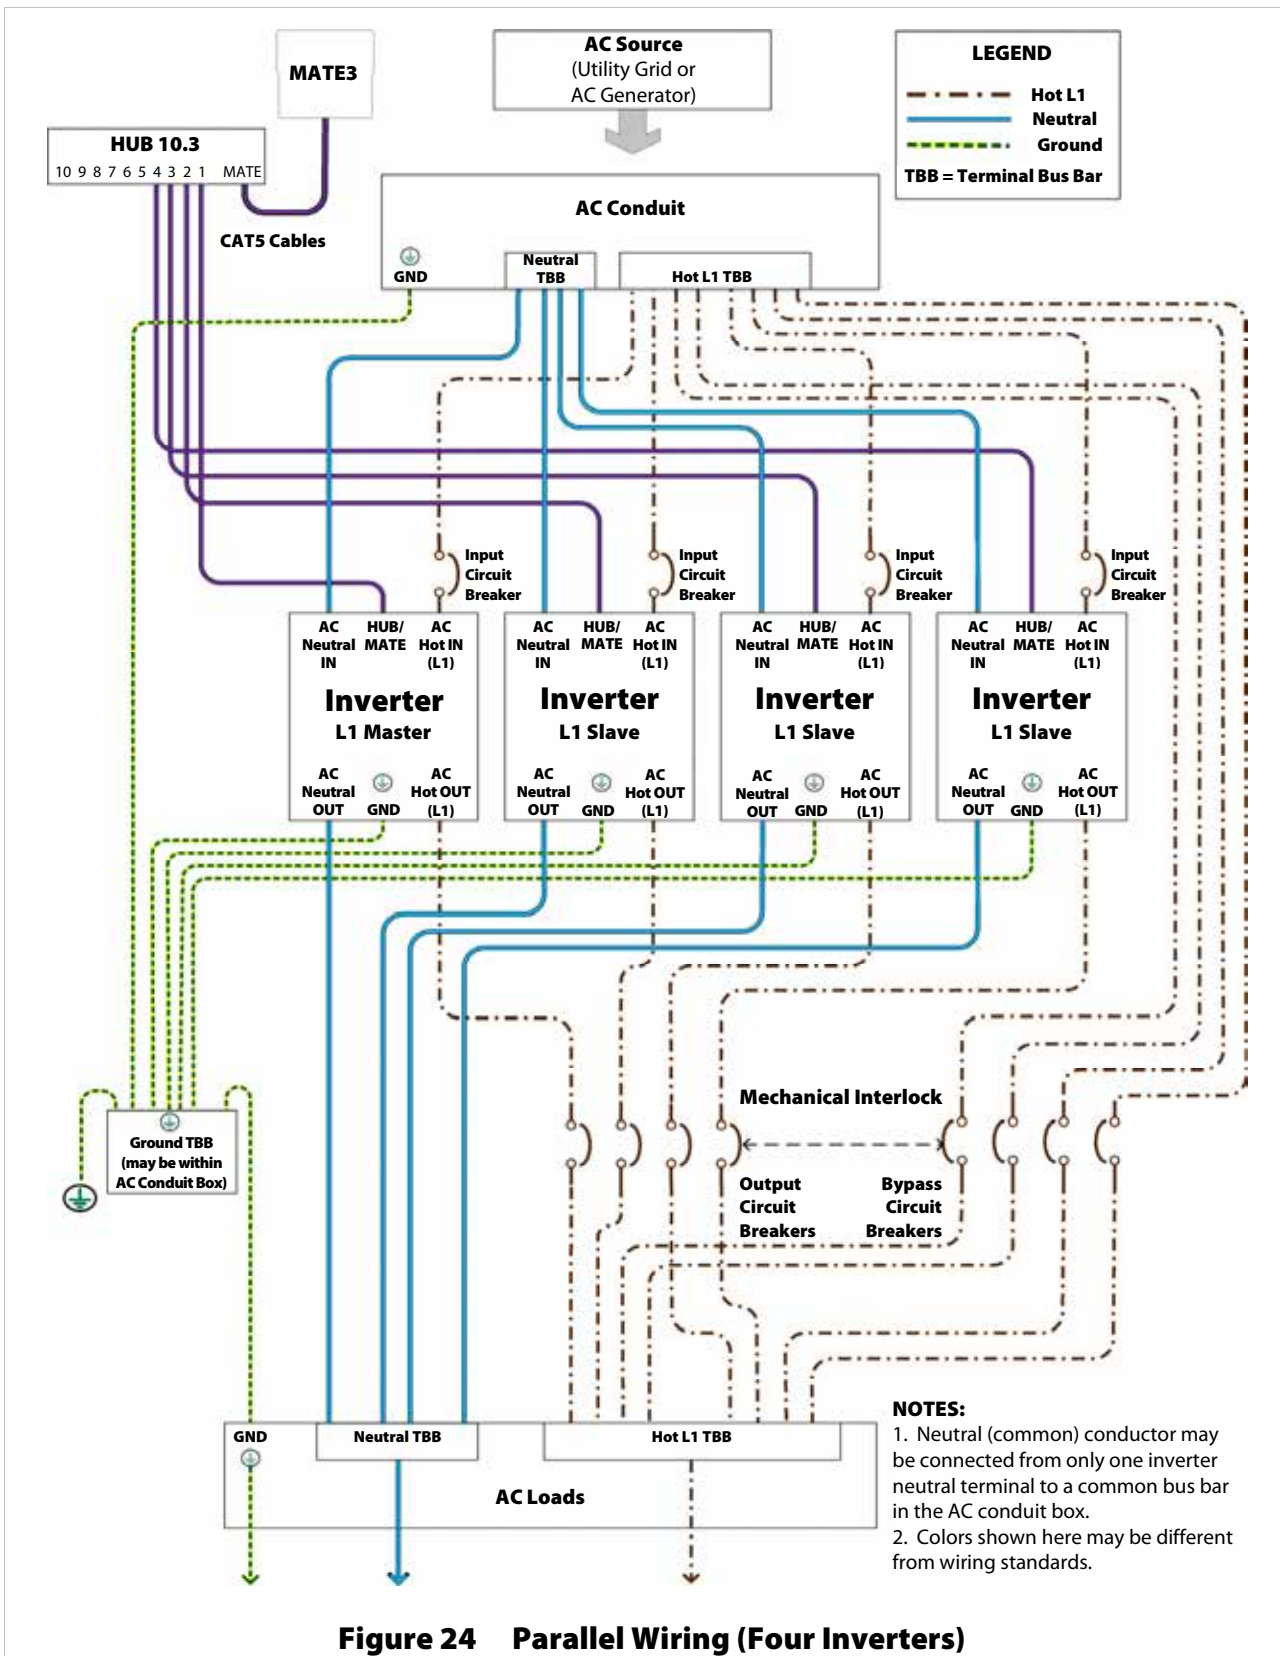 MATE3
AC Source
(Utility Grid or
AC Generator)
LEGEND
Hot L1
Neutral
Ground
TBB = Terminal Bus Bar
HUB 10.3
10 9 8 7 6 5 4 3 2 1 MATE
CAT5 Cables
AC Conduit
GND
Neutral
TBB
Hot L1 TBB
Input
Circuit
Breaker
Input
Circuit
Breaker
Input
Circuit
Breaker
Input
Circuit
Breaker
AC
Neutral
IN
HUB/
MATE
AC
Hot IN
(L1)
Inverter
L1 Master
AC
Neutral
OUT
GND
AC
Hot OUT
(L1)
AC
Neutral
IN
HUB/
MATE
AC
Hot IN
(L1)
Inverter
L1 Slave
AC
Neutral
OUT
GND
AC
Hot OUT
(L1)
AC
Neutral
IN
HUB/
MATE
AC
Hot IN
(L1)
Inverter
L1 Slave
AC
Neutral
OUT
GND
AC
Hot OUT
(L1)
AC
Neutral
IN
HUB/
MATE
AC
Hot IN
(L1)
Inverter
L1 Slave
AC
Neutral
OUT
GND
AC
Hot OUT
(L1)
Mechanical Interlock
Ground TBB
(may be within
AC Conduit Box)
Output
Circuit
Breakers
Bypass
Circuit
Breakers
GND
Neutral TBB
Hot L1 TBB
AC Loads
NOTES:
1. Neutral (common) conductor may
be connected from only one inverter
neutral terminal to a common bus bar
in the AC conduit box.
2. Colors shown here may be different
from wiring standards.
Figure 24 Parallel Wiring (Four Inverters)